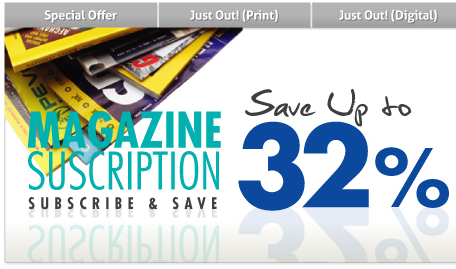 Special Offer
Just Out! (Print)
Just Out! (Digital)
MAGAZINE
SUSCRIPTION
SUBSCRIBE & SAVE
Save Up to
32%